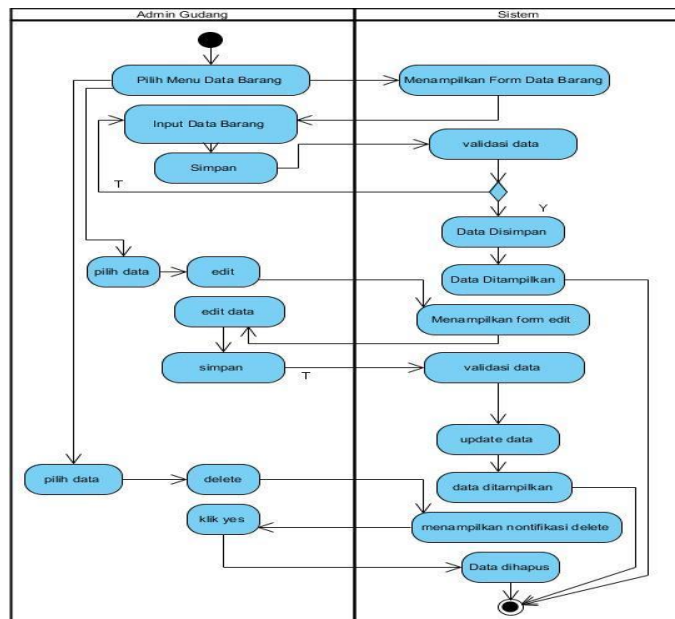 Admin Gudang
Sistem
Pilih Menu Data Barang
Menampilkan Form Data Barang
Input Data Barang
Simpan
validasi data
T
Y
Data Disimpan
pilih data
edit
Data Ditampilkan
edit data
Menampilkan form edit
simpan
T
validasi data
update data
pilih data
delete
data ditampilkan
klik yes
menampilkan nontifikasi delete
Data dihapus